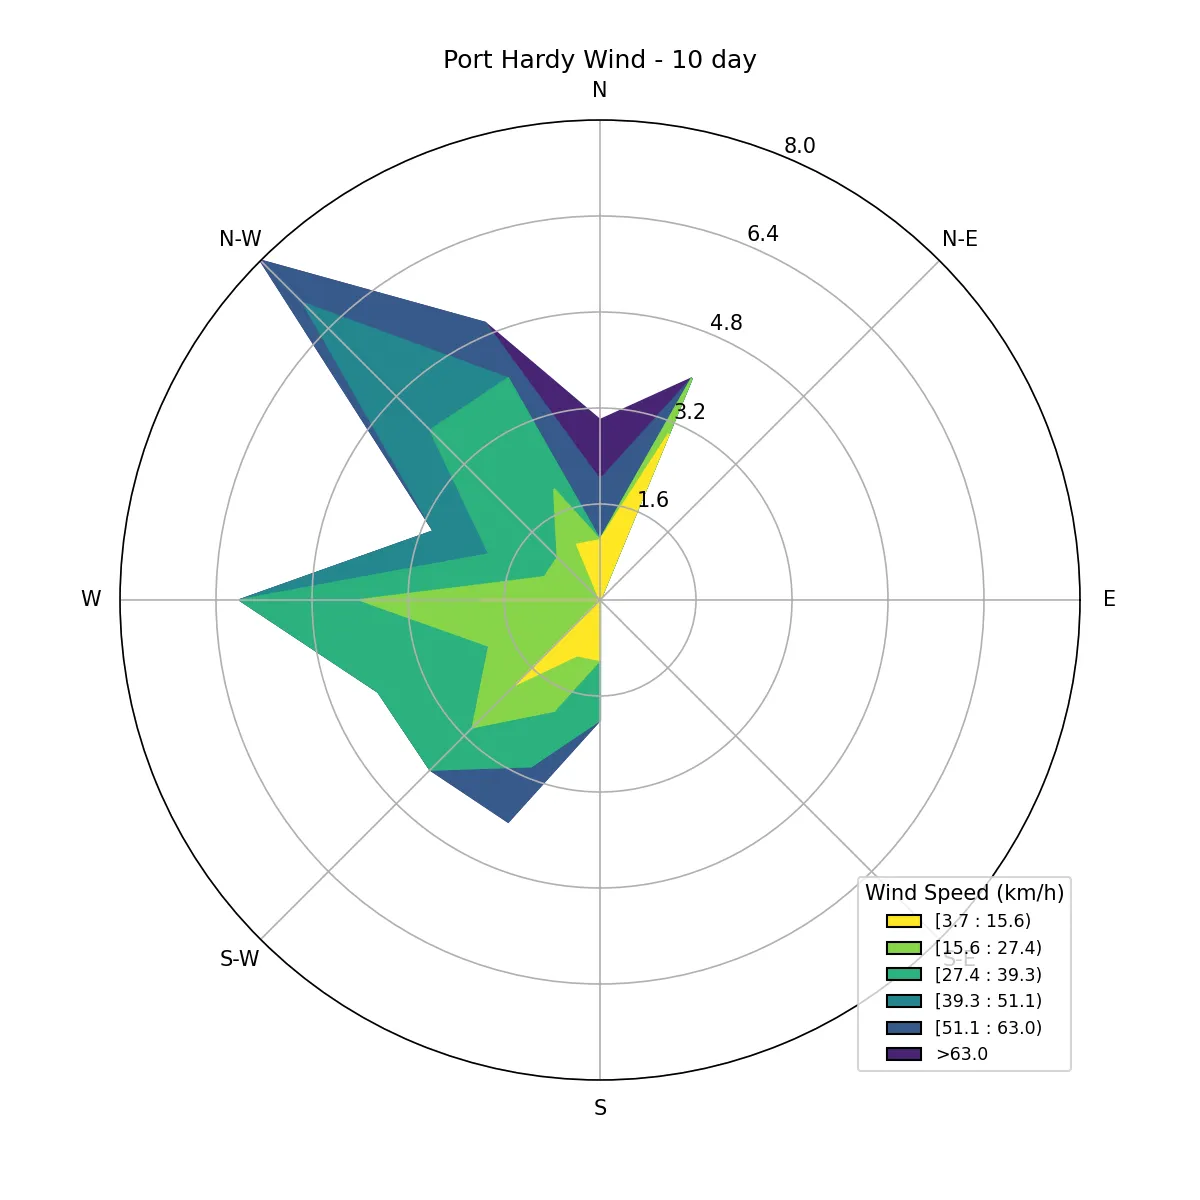 Port Hardy Wind - 10 day
N
8.0
N-W
N-E
6.4
4.8
3.2
1.6
W
E
S-W
S-E
S
Wind Speed (km/h)
[3.7 : 15.6)
[15.6 : 27.4)
[27.4 : 39.3)
[39.3 : 51.1)
[51.1 : 63.0)
>63.0